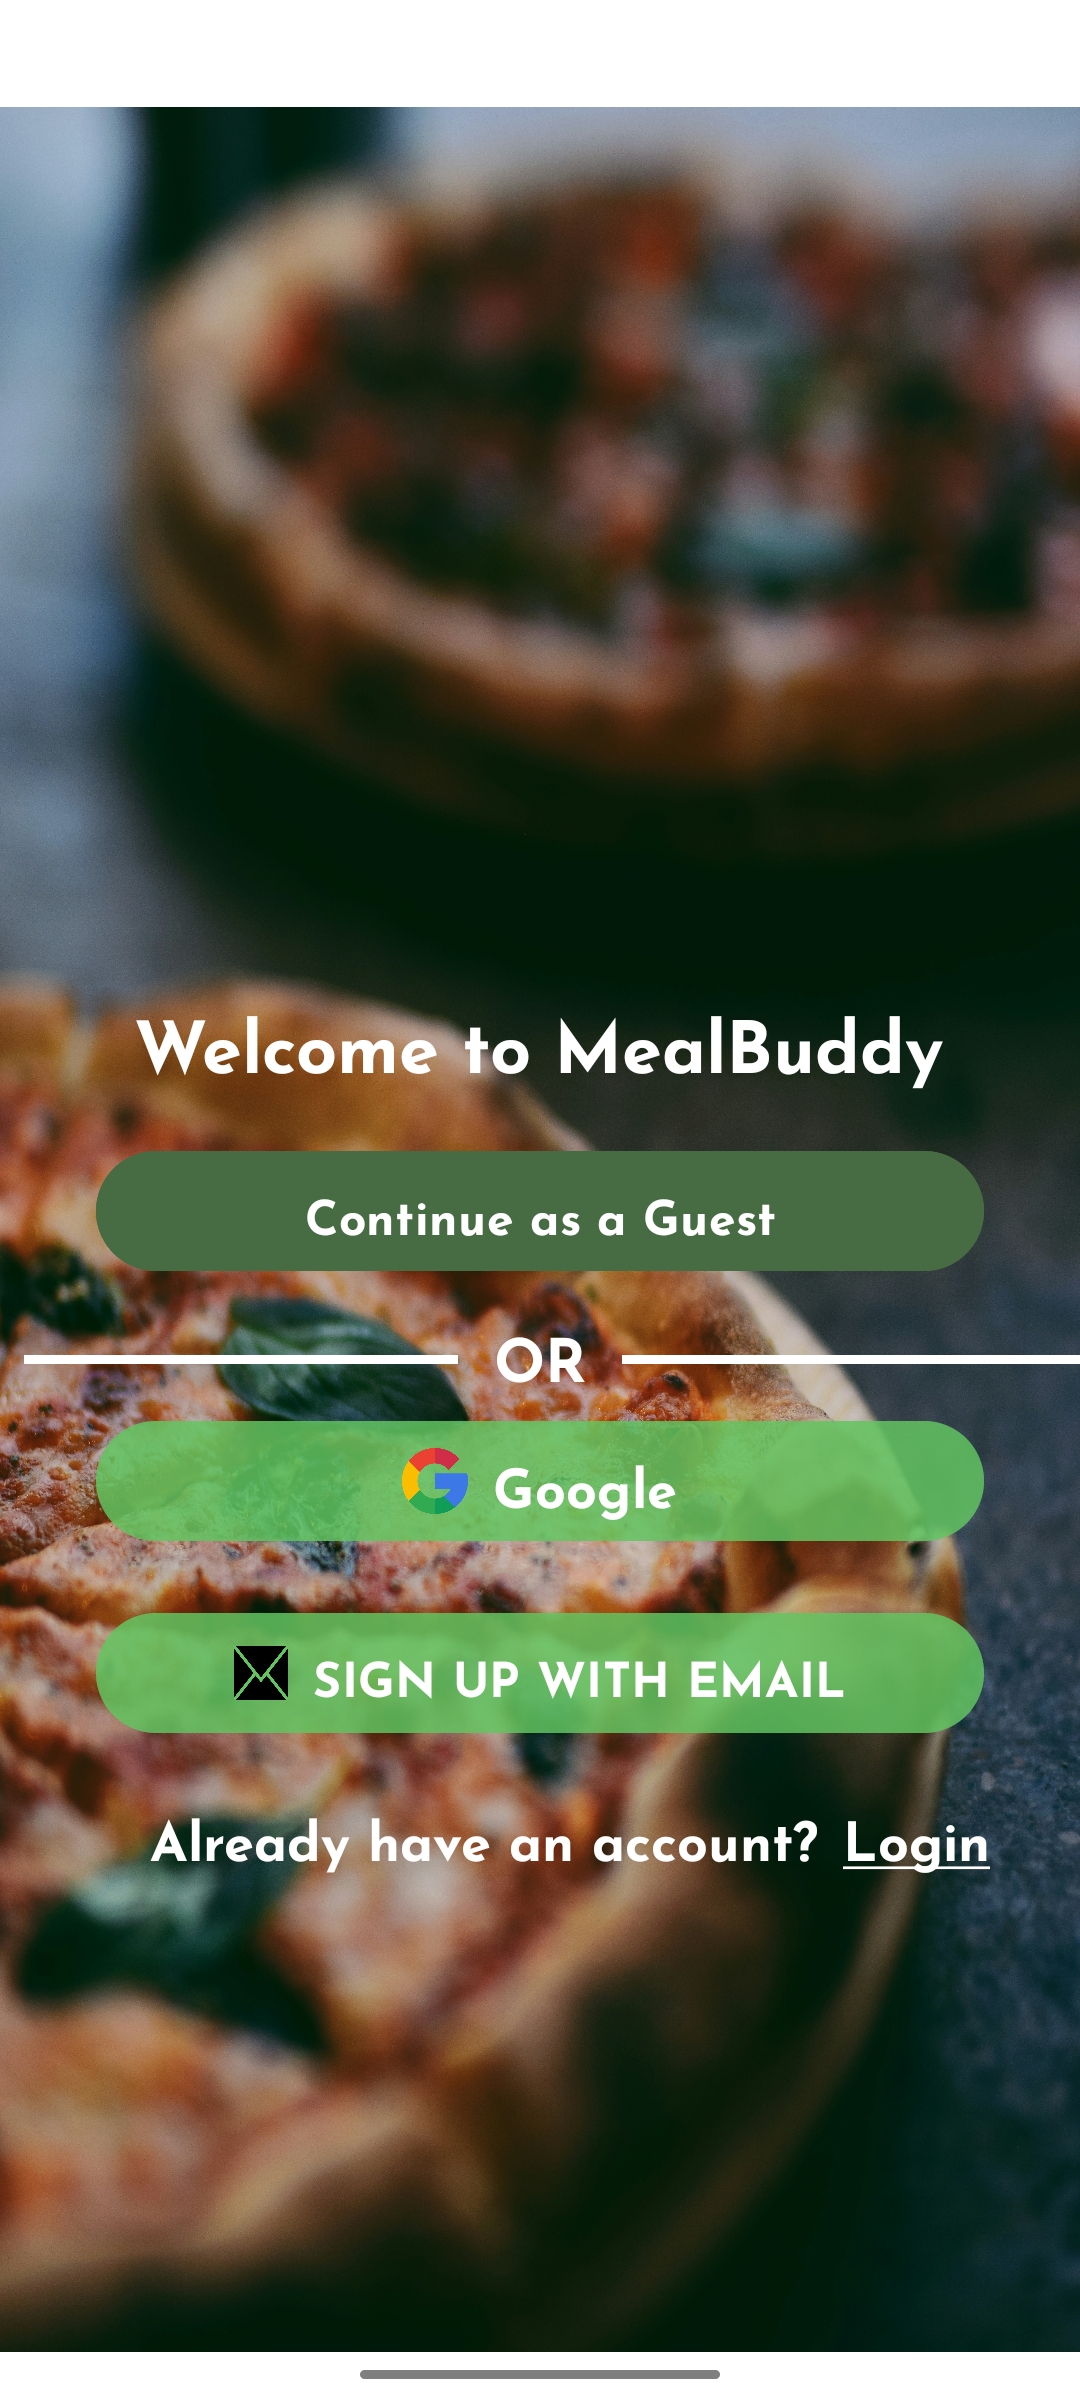 Welcome to MealBuddy
Continue as a Guest
OR
Google
SIGN UP WITH EMAIL
Already have an account? Login